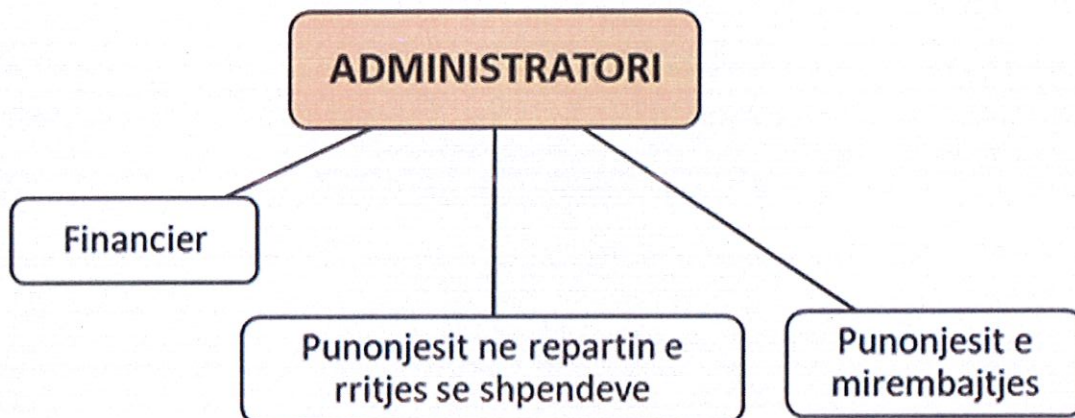 ADMINISTRATORI
Financier
Punonjesit ne repartin e
rritjes se shpendeve
Punonjesit e
mirembajtjes